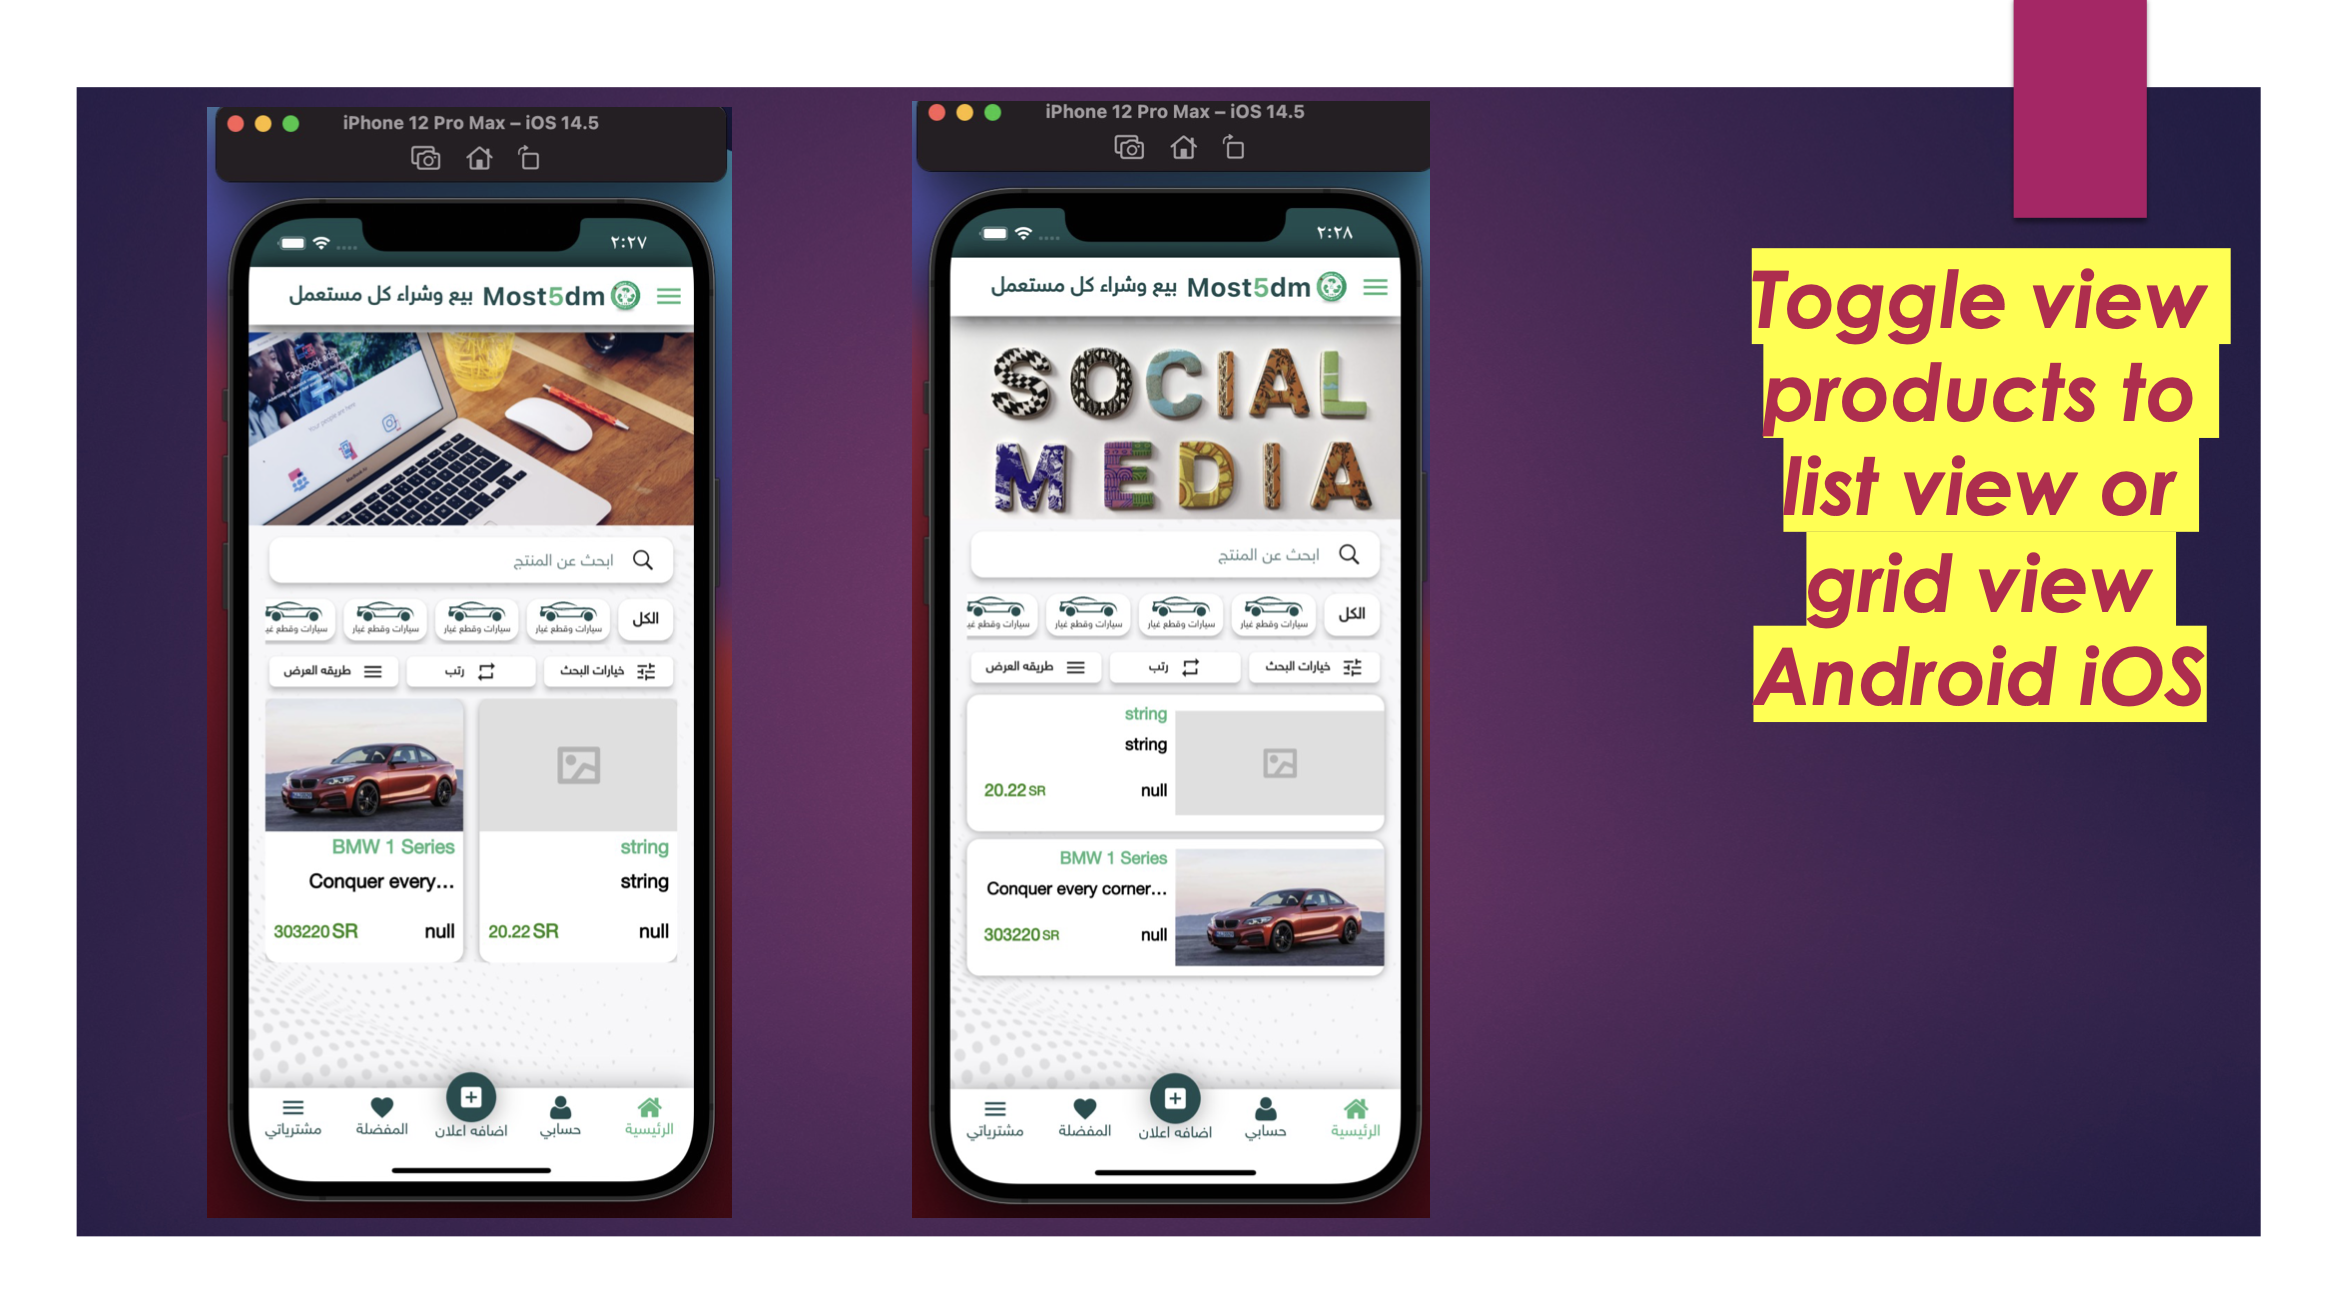 iPhone 12 Pro Max – iOS 14.5
٢:٢٧
Most5dm بيع وشراء كل مستعمل
ابحث عن المنتج
الكل
سيارات وقطع غيار
سيارات وقطع غيار
سيارات وقطع غيار
سيارات وقطع غي
خيارات البحث
رتب
طريقه العرض
BMW 1 Series
Conquer every...
303220 SR
null
string
string
20.22 SR
null
الرئيسية
حسابي
اضافه اعلان
المفضلة
مشترياتي
iPhone 12 Pro Max – iOS 14.5
٢:٢٨
Most5dm بيع وشراء كل مستعمل
SOCIAL
MEDIA
ابحث عن المنتج
الكل
سيارات وقطع غيار
سيارات وقطع غيار
سيارات وقطع غيار
سيارات وقطع غي
خيارات البحث
رتب
طريقه العرض
string
string
20.22 SR
null
BMW 1 Series
Conquer every corner...
303220 SR
null
الرئيسية
حسابي
اضافه اعلان
المفضلة
مشترياتي
Toggle view
products to
list view or
grid view
Android iOS